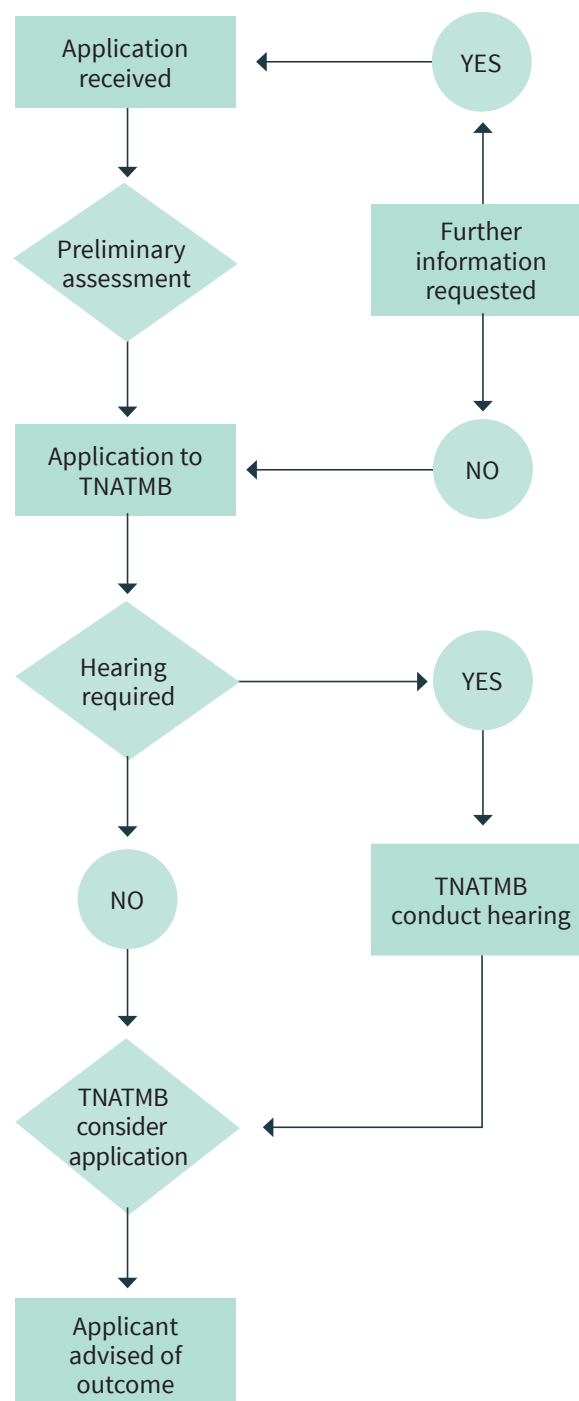 Application
received
YES
Preliminary
assessment
Further
information
requested
Application to
TNATMB
NO
Hearing
required
YES
NO
TNATMB
conduct hearing
TNATMB
consider
application
Applicant
advised of
outcome